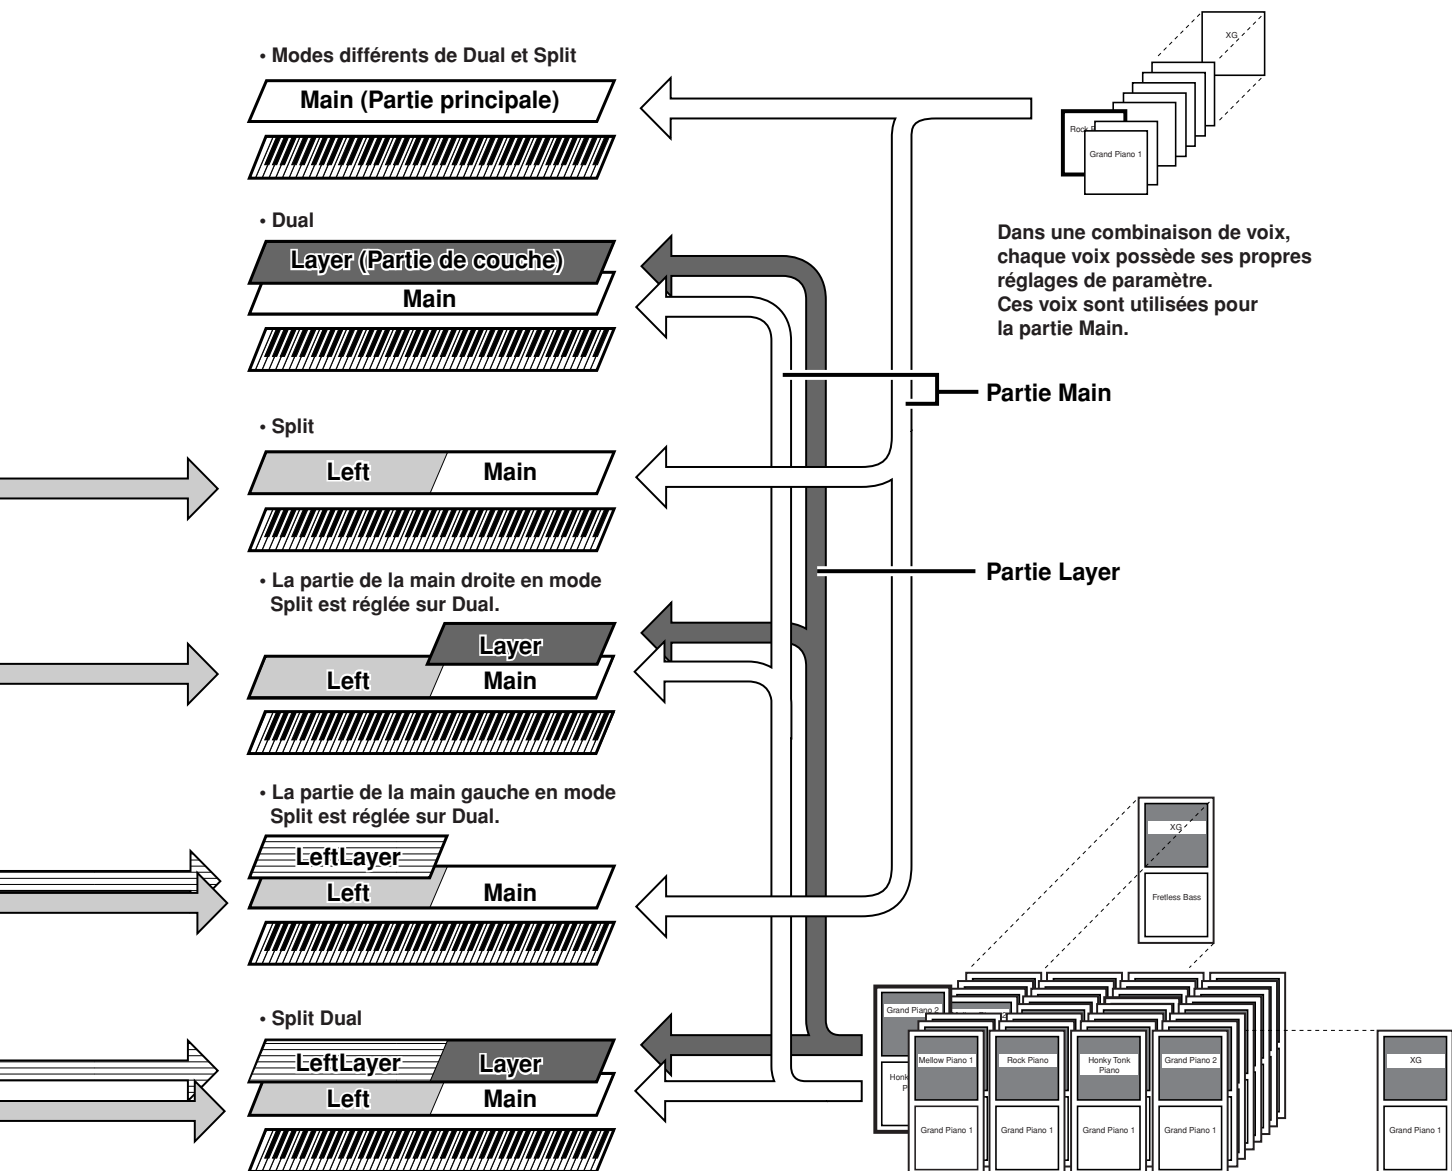 • Modes différents de Dual et Split
Main (Partie principale)
• Dual
Layer (Partie de couche)
Main
• Split
Left Main
• La partie de la main droite en mode
Split est réglée sur Dual.
Layer
Left Main
• La partie de la main gauche en mode
Split est réglée sur Dual.
LeftLayer
Left Main
• Split Dual
LeftLayer Layer
Left Main
XG
Rock
Grand Piano 1
Dans une combinaison de voix,
chaque voix possède ses propres
réglages de paramètre.
Ces voix sont utilisées pour
la partie Main.
Partie Main
Partie Layer
XG
Fretless Bass
Grand Piano 2
Mellow Piano 1
Rock Piano
Honky Tonk
Piano
Grand Piano 2
XG
Grand Piano 1
Grand Piano 1
Grand Piano 1
Grand Piano 1
Grand Piano 1